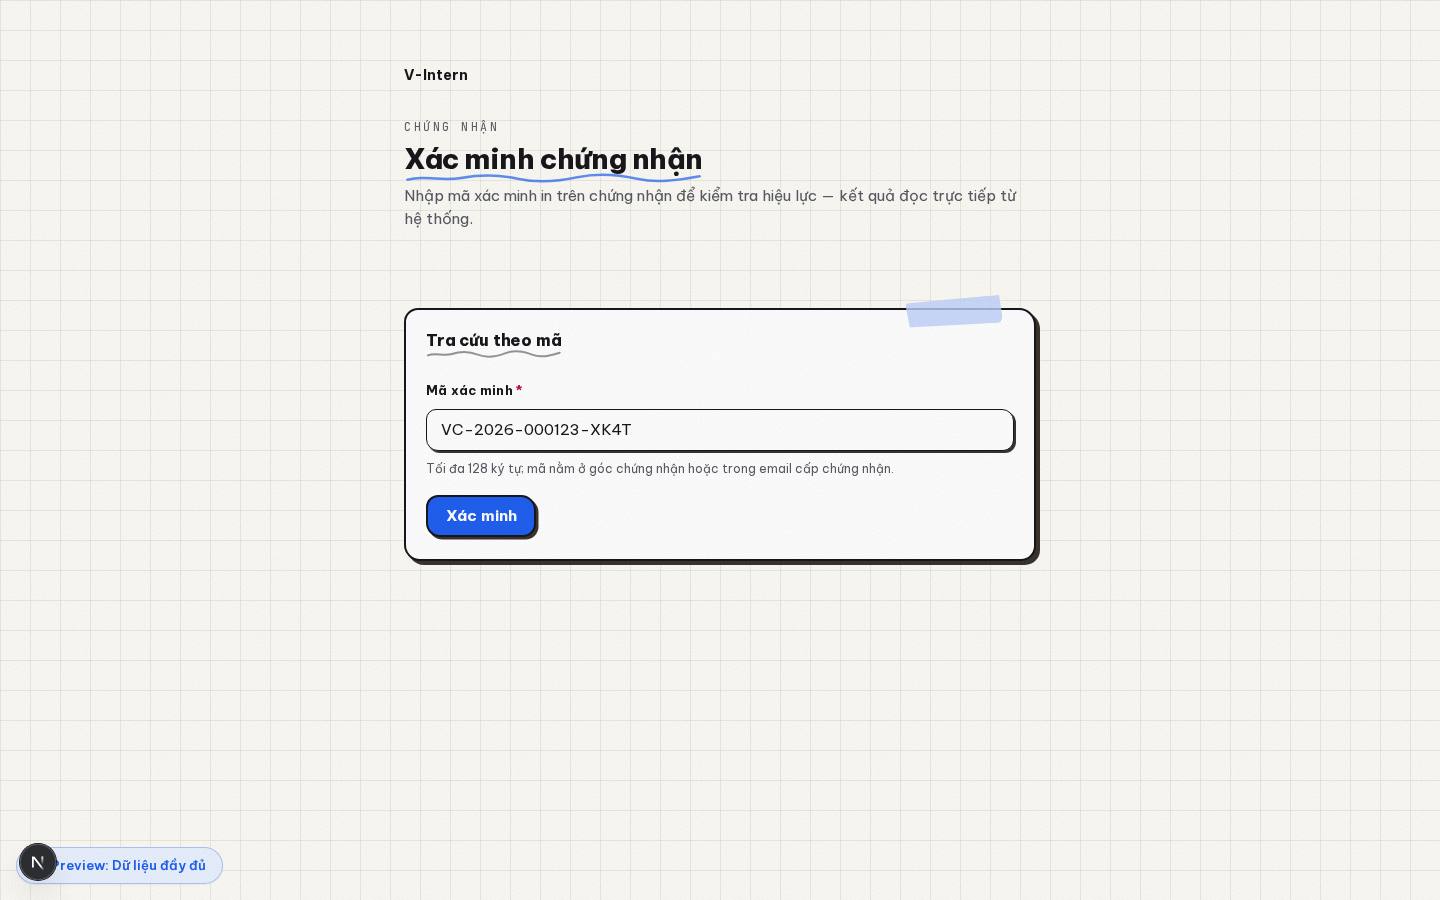 V-Intern
CHỨNG NHẬN
Xác minh chứng nhận
Nhập mã xác minh in trên chứng nhận để kiểm tra hiệu lực — kết quả đọc trực tiếp từ
hệ thống.
Tra cứu theo mã
Mã xác minh *
VC-2026-000123-XK4T
Tối đa 128 ký tự; mã nằm ở góc chứng nhận hoặc trong email cấp chứng nhận.
Xác minh
N
Preview: Dữ liệu đầy đủ